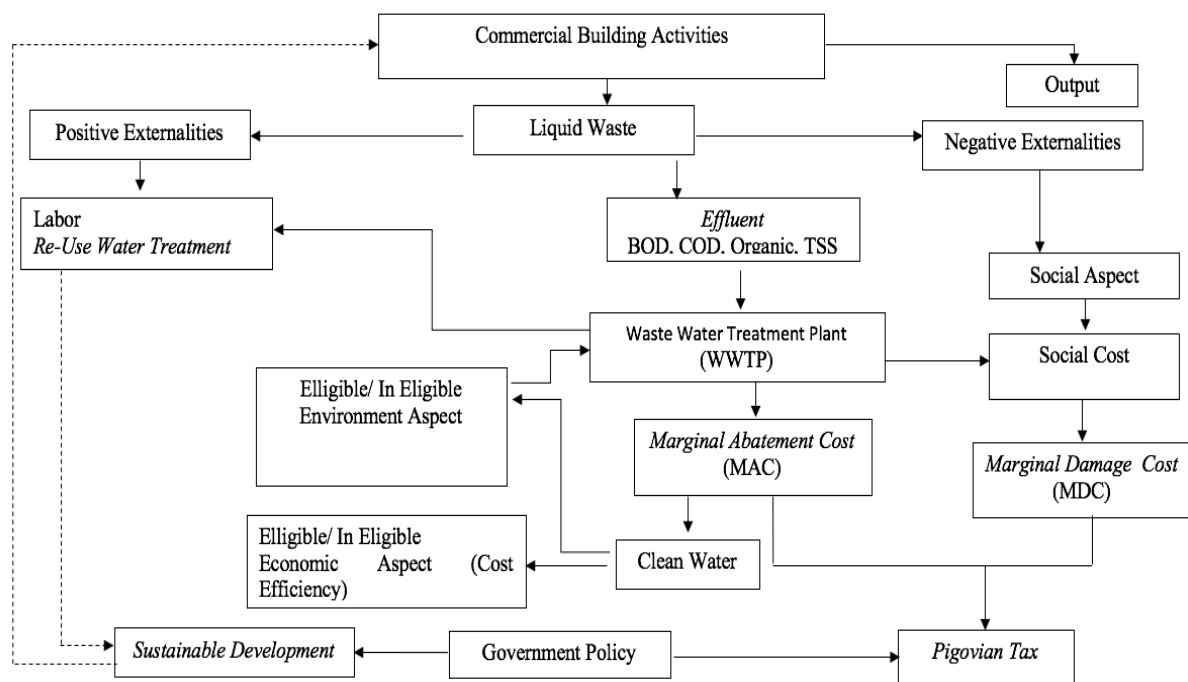 Commercial Building Activities
Output
Positive Externalities
Liquid Waste
Negative Externalities
Labor
Re-Use Water Treatment
Effluent
BOD. COD. Organic. TSS
Social Aspect
Waste Water Treatment Plant
(WWTP)
Social Cost
Elligible/ In Eligible
Environment Aspect
Marginal Abatement Cost
(MAC)
Marginal Damage Cost
(MDC)
Elligible/ In Eligible
Economic Aspect (Cost
Efficiency)
Clean Water
Sustainable Development
Government Policy
Pigovian Tax